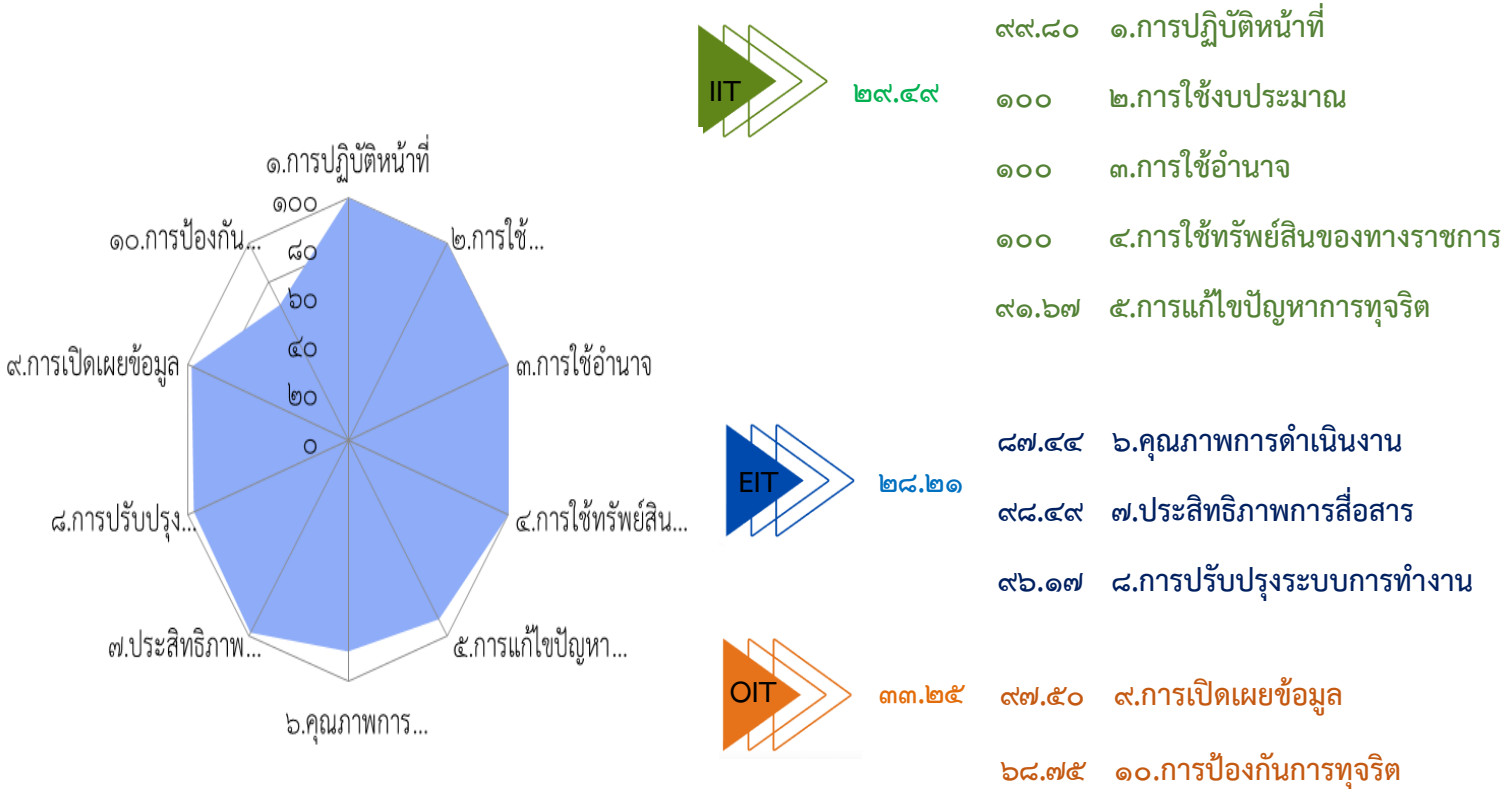 ๑.การปฏิบัติหน้าที่
๑๐๐
๘๐
๖๐
๔๐
๒๐
๐
๒.การใช้...
๓.การใช้อำนาจ
๔.การใช้ทรัพย์สิน...
๕.การแก้ไขปัญหา...
๖.คุณภาพการ...
๗.ประสิทธิภาพ...
๘.การปรับปรุง...
๙.การเปิดเผยข้อมูล
๑๐.การป้องกัน...
IIT ๒๙.๔๙
๙๙.๘๐ ๑.การปฏิบัติหน้าที่
๑๐๐ ๒.การใช้งบประมาณ
๑๐๐ ๓.การใช้อำนาจ
๑๐๐ ๔.การใช้ทรัพย์สินของทางราชการ
๙๑.๖๗ ๕.การแก้ไขปัญหาการทุจริต
EIT ๒๘.๒๑
๘๗.๔๔ ๖.คุณภาพการดำเนินงาน
๙๘.๔๙ ๗.ประสิทธิภาพการสื่อสาร
๙๖.๑๗ ๘.การปรับปรุงระบบการทำงาน
OIT ๓๓.๒๕
๙๗.๕๐ ๙.การเปิดเผยข้อมูล
๖๘.๗๕ ๑๐.การป้องกันการทุจริต